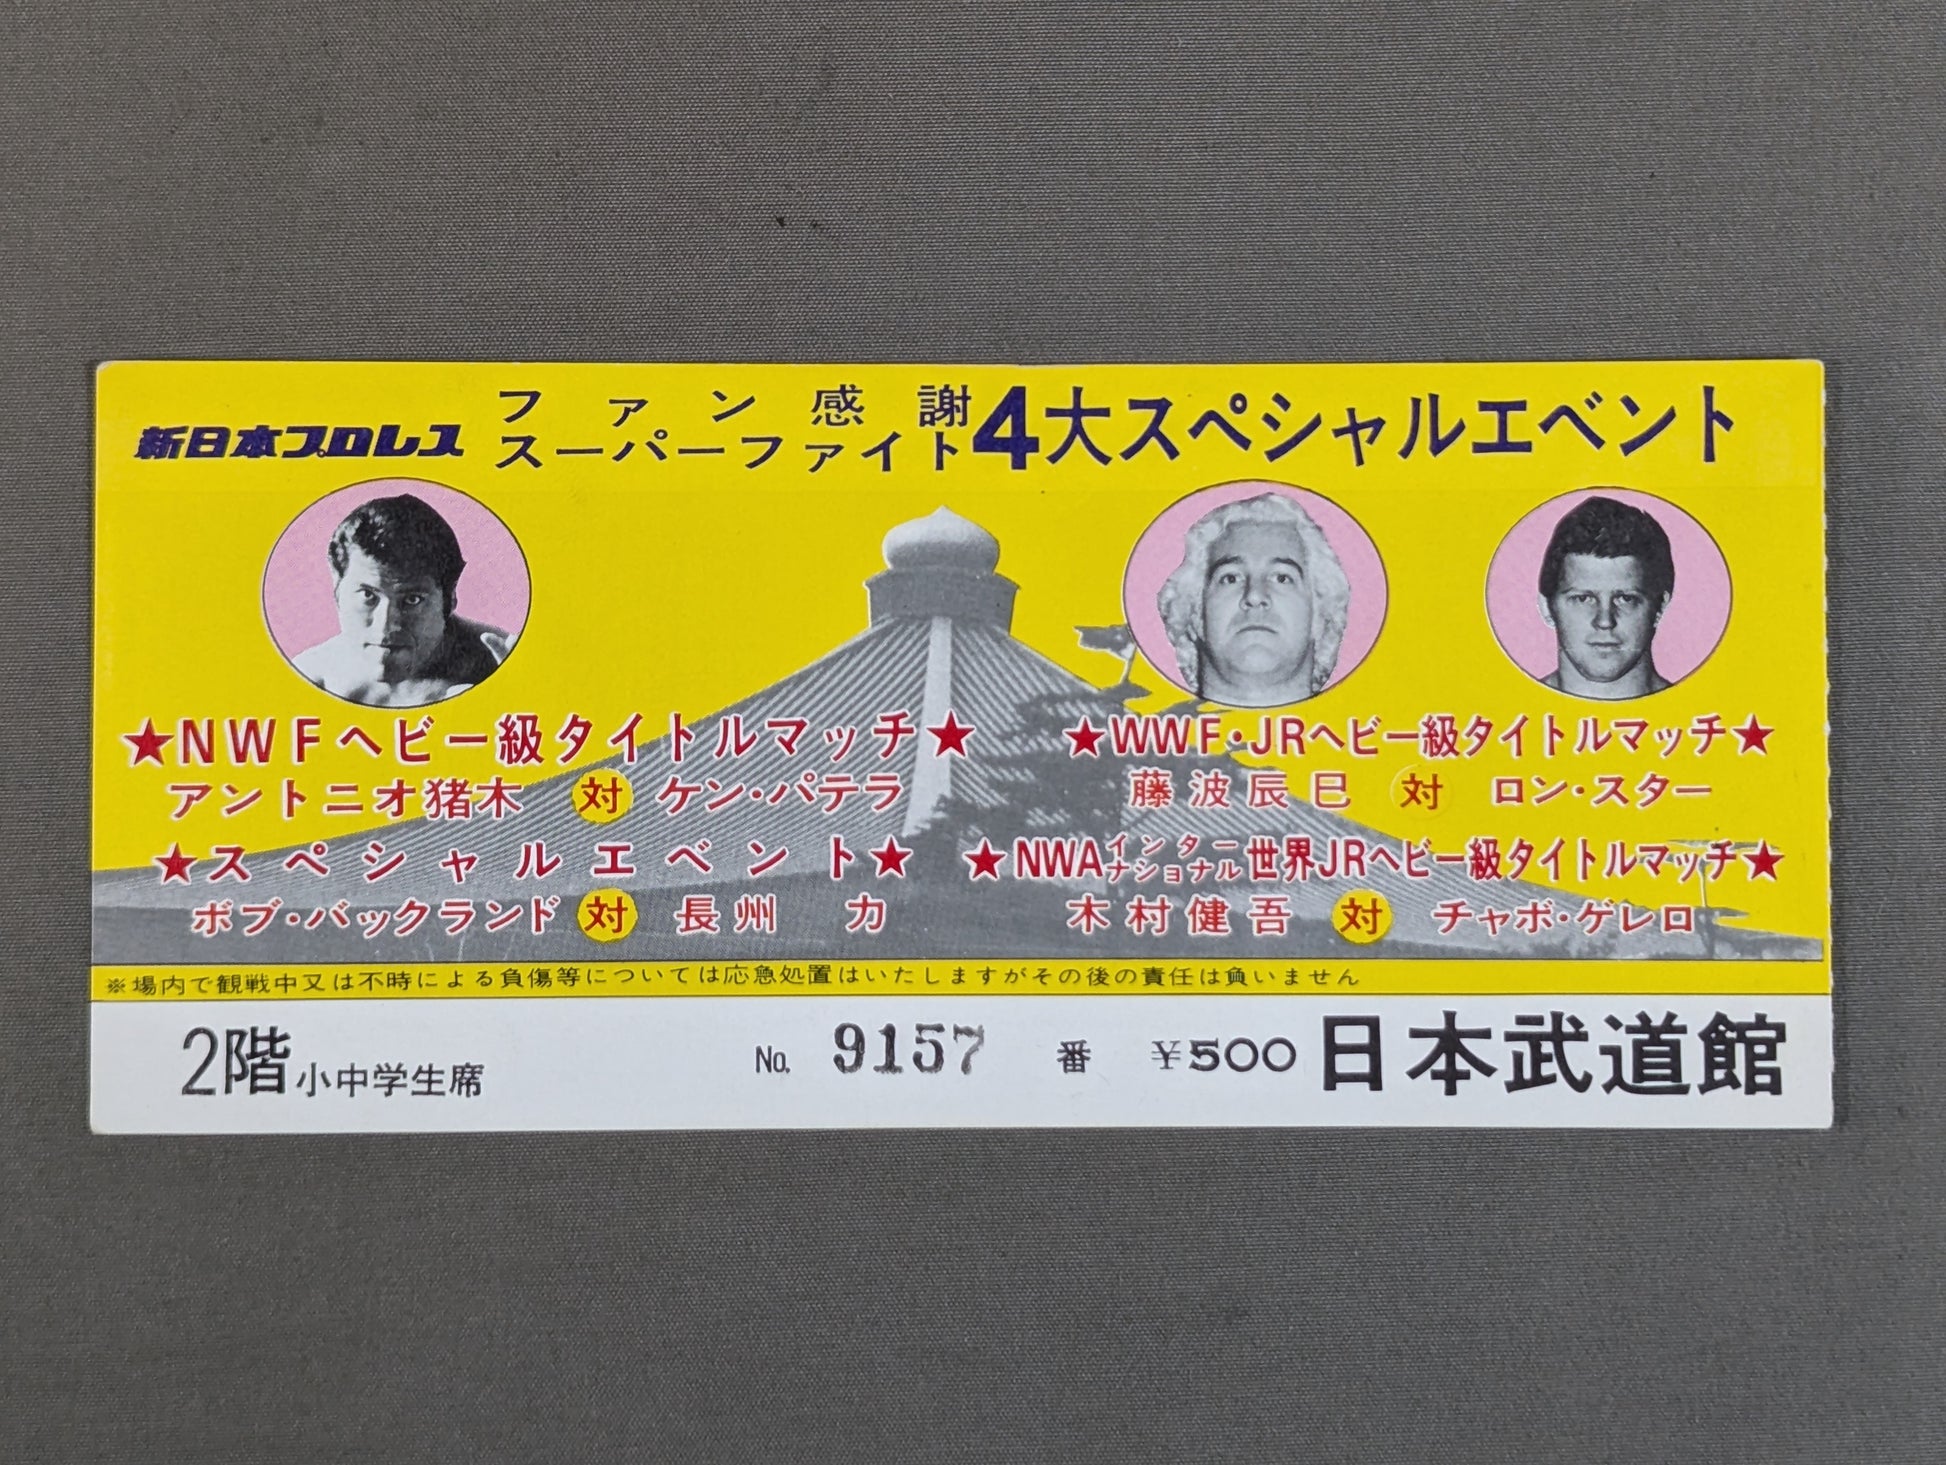 新日本プロレス
ファン感謝
スーパーファイト
4大スペシャルエベント
★NWFヘビー級タイトルマッチ★
アントニオ猪木 対 ケン・パテラ
★スペシャルエベント★
ボブ・バックランド 対 長州 力
★WWF・JRヘビー級タイトルマッチ★
藤波辰巳 対 ロン・スター
★NWAインターナショナル世界JRヘビー級タイトルマッチ★
木村健吾 対 チャボ・ゲレロ
※場内で観戦中又は不時による負傷等については応急処置はいたしますがその後の責任は負いません
2階小中学生席 No. 9157 番 ¥500 日本武道館